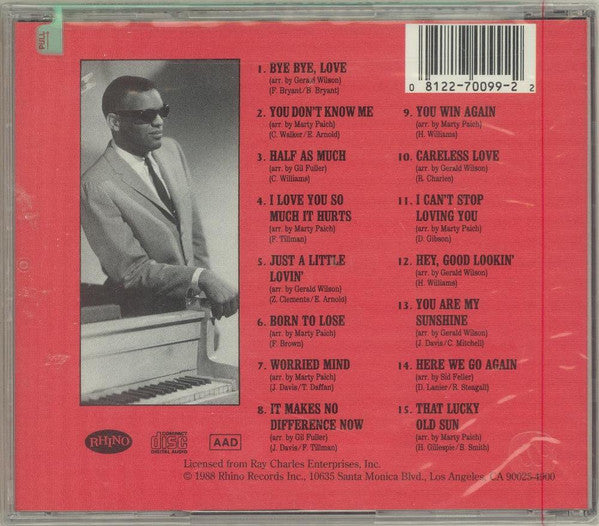 PULL
1. BYE BYE, LOVE
(arr. by Gerald Wilson)
(F. Bryant/B. Bryant)
2. YOU DON'T KNOW ME
(arr. by Marty Paich)
(C. Walker/E. Arnold)
3. HALF AS MUCH
(arr. by Gil Fuller)
(C. Williams)
4. I LOVE YOU SO
MUCH IT HURTS
(arr. by Marty Paich)
(F. Tillman)
5. JUST A LITTLE
LOVIN'
(arr. by Gerald Wilson)
(Z. Clements/E. Arnold)
6. BORN TO LOSE
(arr. by Marty Paich)
(F. Brown)
7. WORRIED MIND
(arr. by Marty Paich)
(J. Davis/T. Daffan)
8. IT MAKES NO
DIFFERENCE NOW
(arr. by Gil Fuller)
(J. Davis/F. Tillman)
0 8122-70099-2 2
9. YOU WIN AGAIN
(arr. by Marty Paich)
(H. Williams)
10. CARELESS LOVE
(arr. by Gerald Wilson)
(R. Charles)
11. I CAN'T STOP
LOVING YOU
(arr. by Marty Paich)
(D. Gibson)
12. HEY, GOOD LOOKIN'
(arr. by Gerald Wilson)
(H. Williams)
13. YOU ARE MY
SUNSHINE
(arr. by Gerald Wilson)
(J. Davis/C. Mitchell)
14. HERE WE GO AGAIN
(arr. by Sid Feller)
(D. Lanier/R. Steagall)
15. THAT LUCKY
OLD SUN
(arr. by Marty Paich)
(H. Gillespie/B. Smith)
RHINO
COMPACT
disc
DIGITAL AUDIO
AAD
Licensed from Ray Charles Enterprises, Inc.
© 1988 Rhino Records Inc., 10635 Santa Monica Blvd., Los Angeles, CA 90025-4900